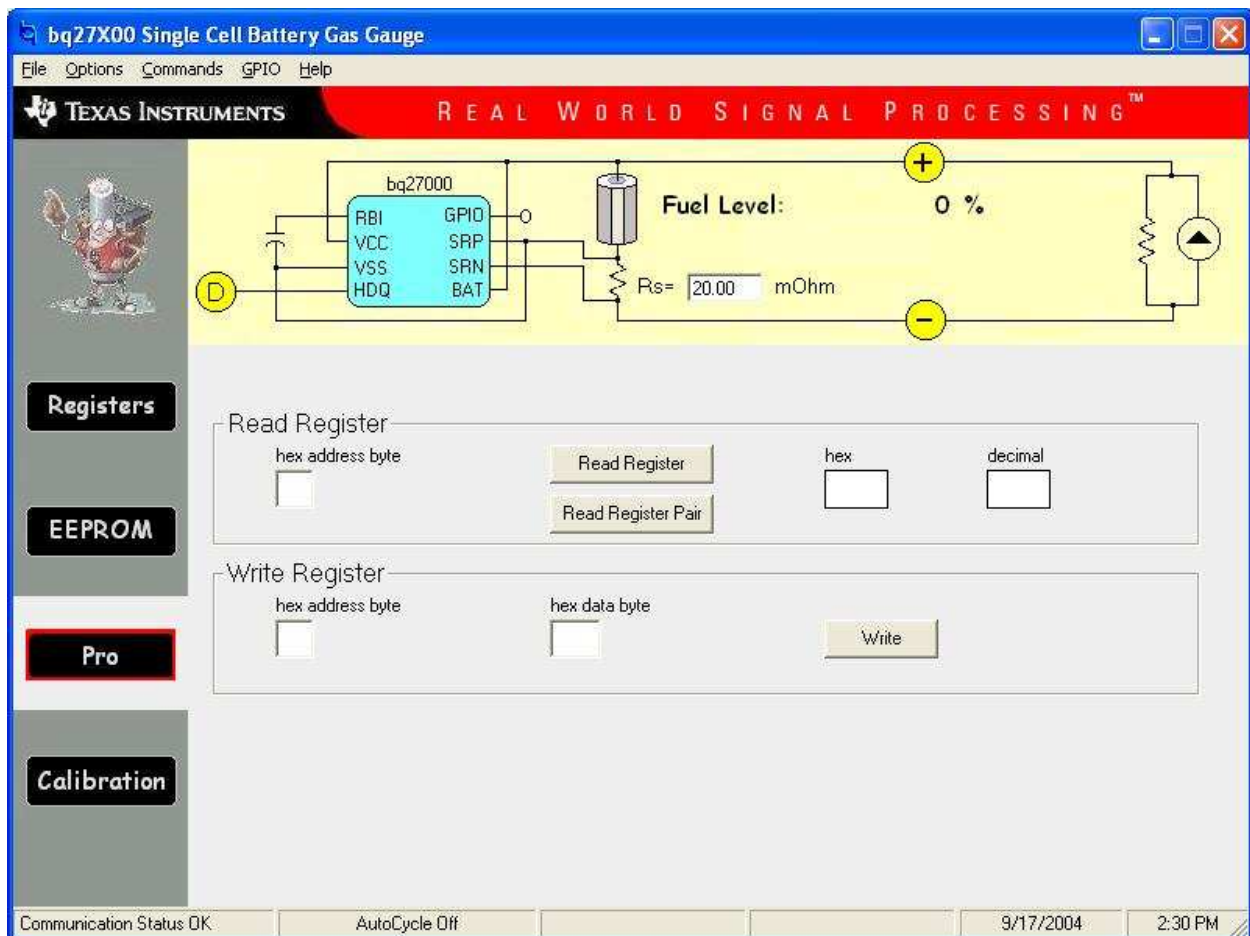 bq27X00 Single Cell Battery Gas Gauge
File Options Commands GPIO Help
TEXAS INSTRUMENTS REAL WORLD SIGNAL PROCESSING™
bq27000
RBI GPIO
VCC SRP
VSS SRN
HDQ BAT
D
+
Fuel Level: 0 %
Rs= 20.00 mOhm
−
Registers
EEPROM
Pro
Calibration
Read Register
hex address byte
Read Register
Read Register Pair
hex
decimal
Write Register
hex address byte
hex data byte
Write
Communication Status OK AutoCycle Off 9/17/2004 2:30 PM